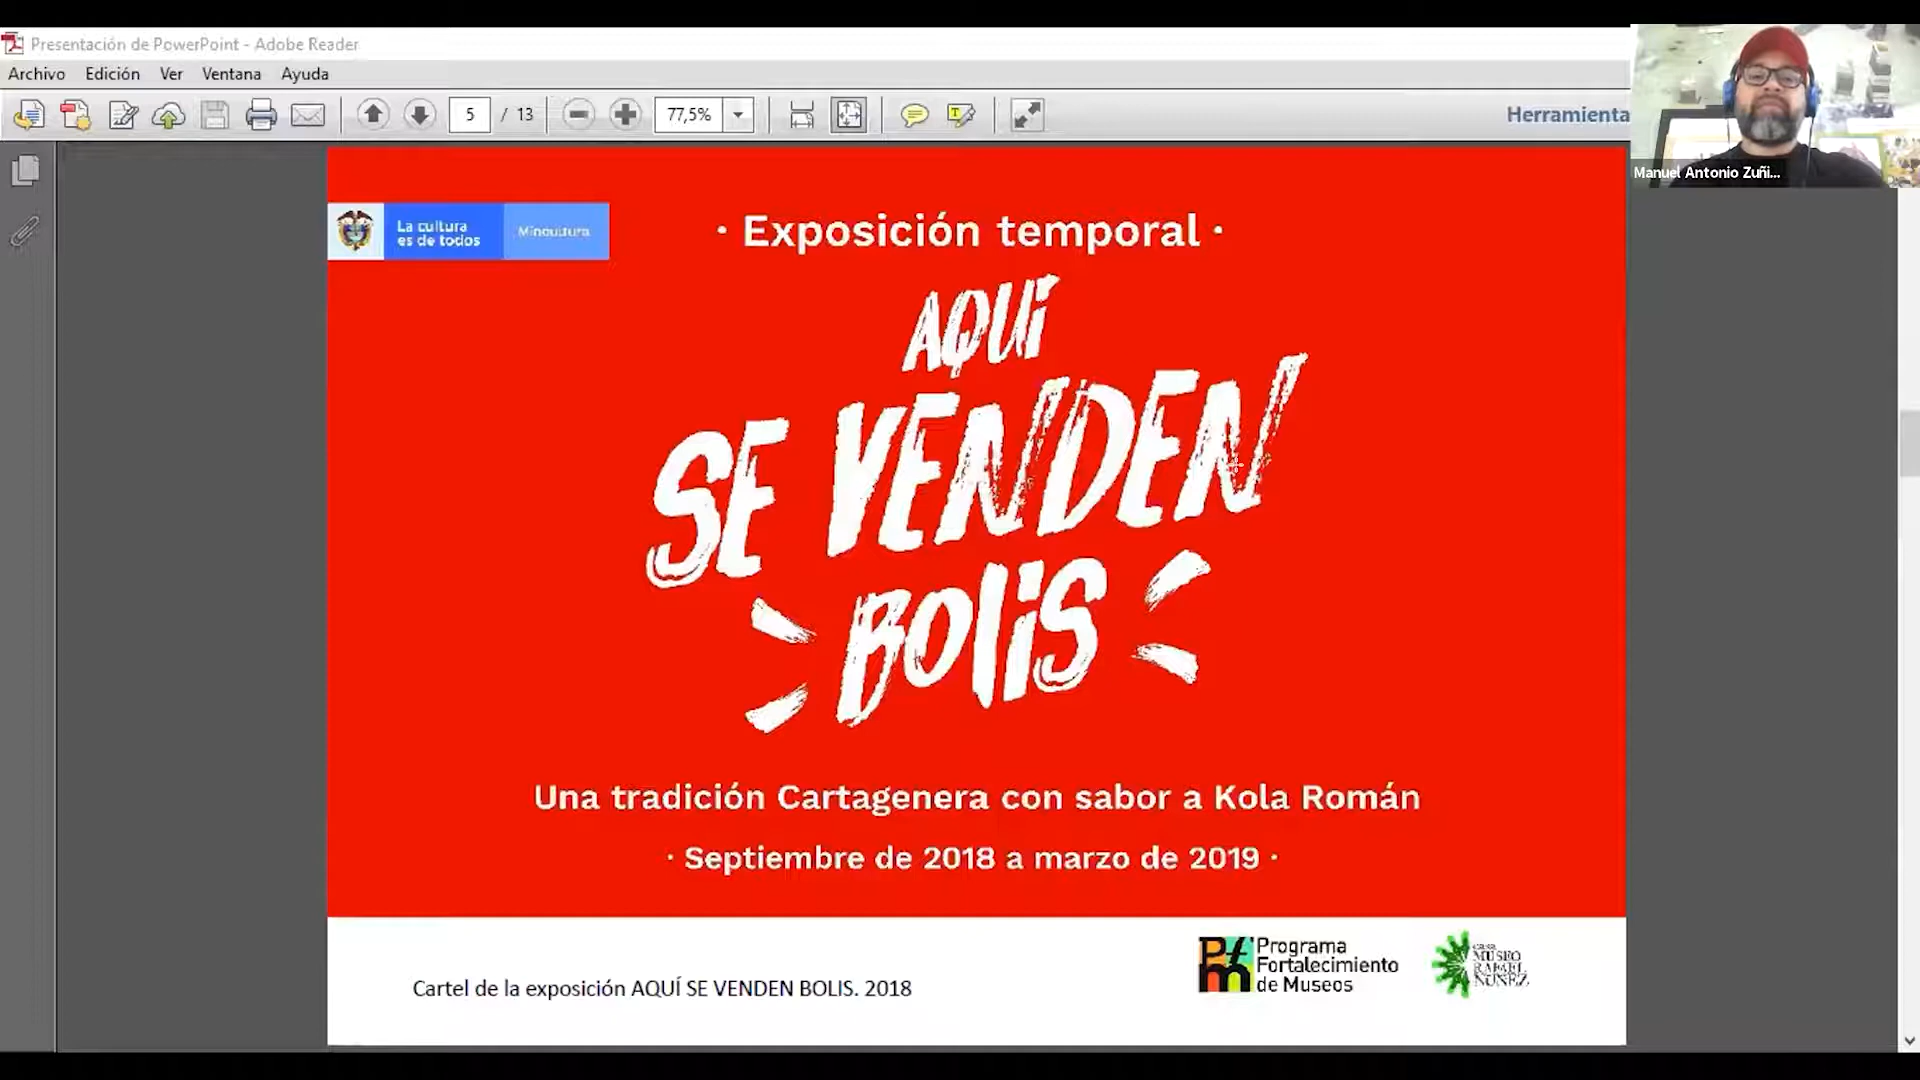 Presentación de PowerPoint - Adobe Reader
Archivo Edición Ver Ventana Ayuda
5 / 13 77,5%
Herramienta
Manuel Antonio Zuñi...
La cultura
es de todos
Mincultura
· Exposición temporal ·
AQUÍ
SE VENDEN
BOLIS
Una tradición Cartagenera con sabor a Kola Román
· Septiembre de 2018 a marzo de 2019 ·
Cartel de la exposición AQUÍ SE VENDEN BOLIS. 2018
Pfm
Programa
Fortalecimiento
de Museos
CASA
MUSEO
RAFAEL
NÚÑEZ